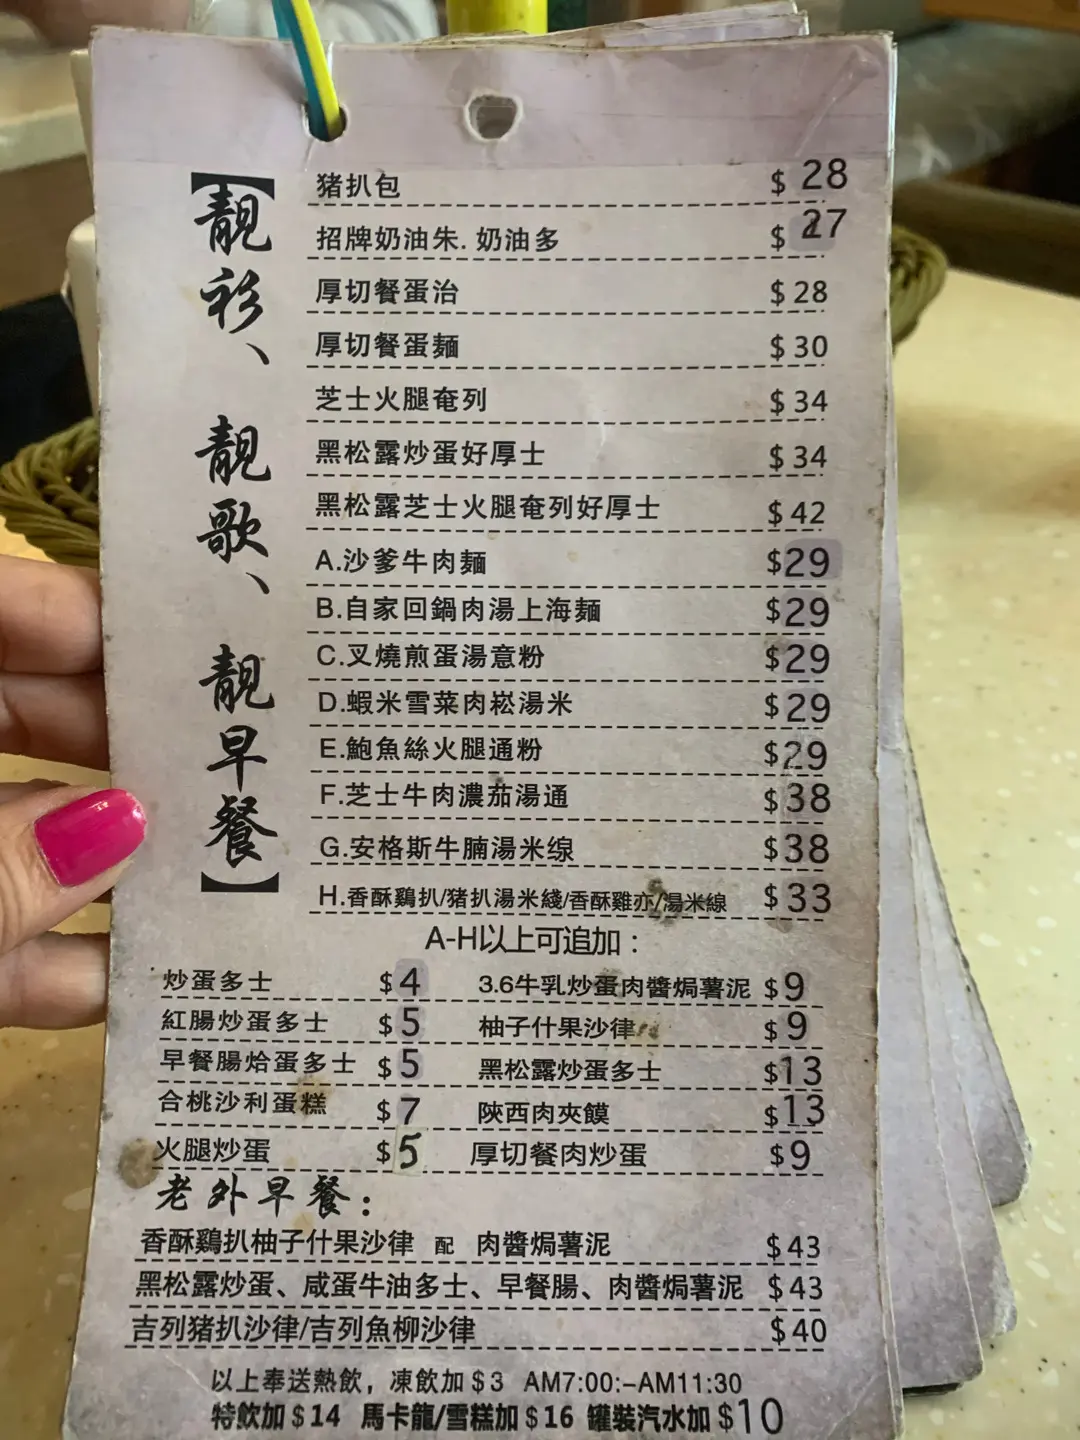 【靚衫、靚歌、靚早餐】
豬扒包 $ 28
招牌奶油朱. 奶油多 $ 27
厚切餐蛋治 $ 28
厚切餐蛋麵 $ 30
芝士火腿奄列 $ 34
黑松露炒蛋好厚士 $ 34
黑松露芝士火腿奄列好厚士 $ 42
A.沙爹牛肉麵 $29
B.自家回鍋肉湯上海麵 $29
C.叉燒煎蛋湯意粉 $29
D.蝦米雪菜肉崧湯米 $29
E.鮑魚絲火腿通粉 $29
F.芝士牛肉濃茄湯通 $38
G.安格斯牛腩湯米缐 $38
H.香酥鷄扒/豬扒湯米綫/香酥雞亦/湯米線 $33
A-H以上可追加：
炒蛋多士 $4 3.6牛乳炒蛋肉醬焗薯泥 $9
紅腸炒蛋多士 $5 柚子什果沙律 $9
早餐腸烚蛋多士 $5 黑松露炒蛋多士 $13
合桃沙利蛋糕 $7 陝西肉夾饃 $13
火腿炒蛋 $5 厚切餐肉炒蛋 $9
老外早餐：
香酥鷄扒柚子什果沙律 配 肉醬焗薯泥 $43
黑松露炒蛋、咸蛋牛油多士、早餐腸、肉醬焗薯泥 $43
吉列豬扒沙律/吉列魚柳沙律 $40
以上奉送熱飲，凍飲加$3 AM7:00:-AM11:30
特飲加$14 馬卡龍/雪糕加$16 罐裝汽水加$10